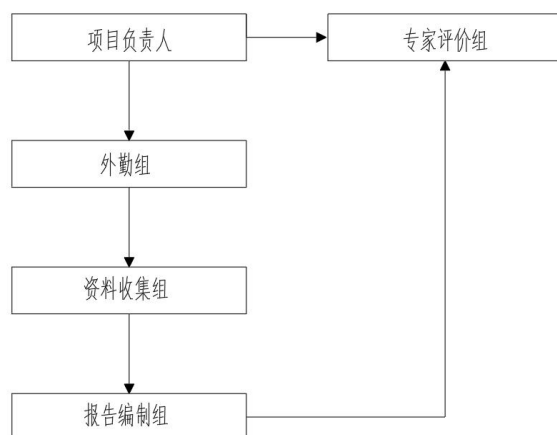 项目负责人
专家评价组
外勤组
资料收集组
报告编制组